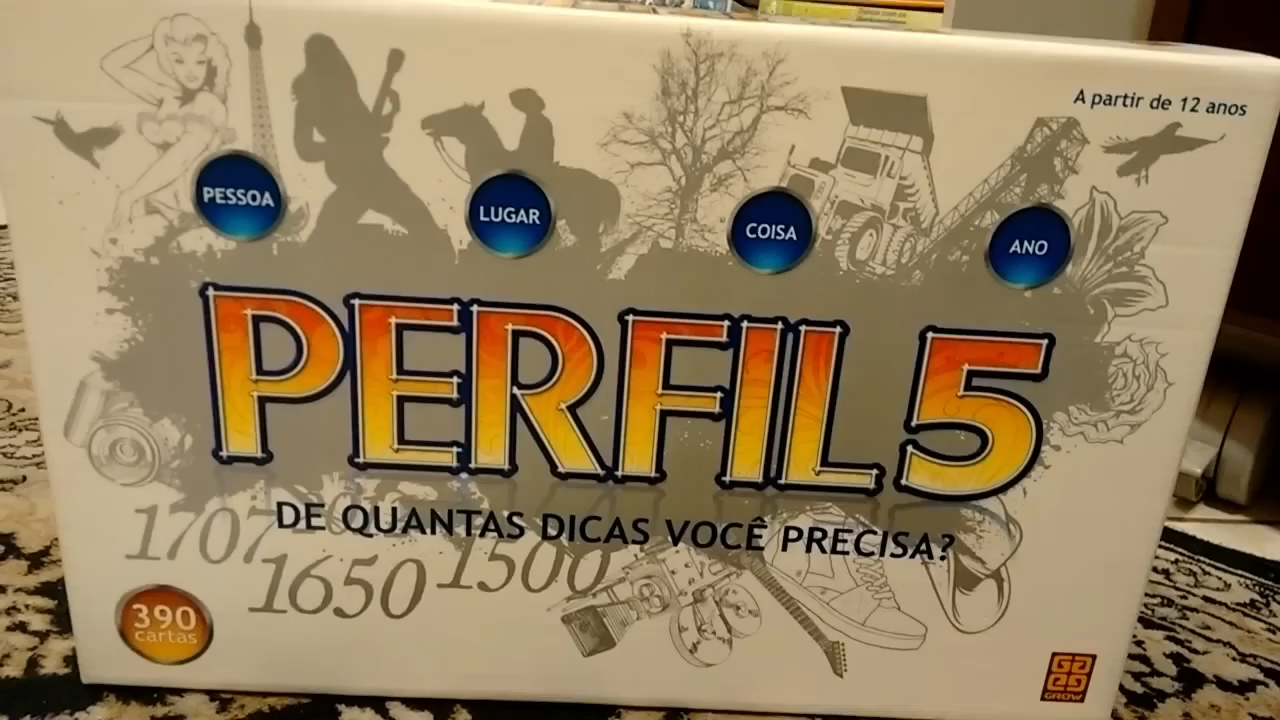 A partir de 12 anos
PESSOA
LUGAR
COISA
ANO
PERFIL 5
DE QUANTAS DICAS VOCÊ PRECISA?
1707
1650
1500
390
cartas
GROW